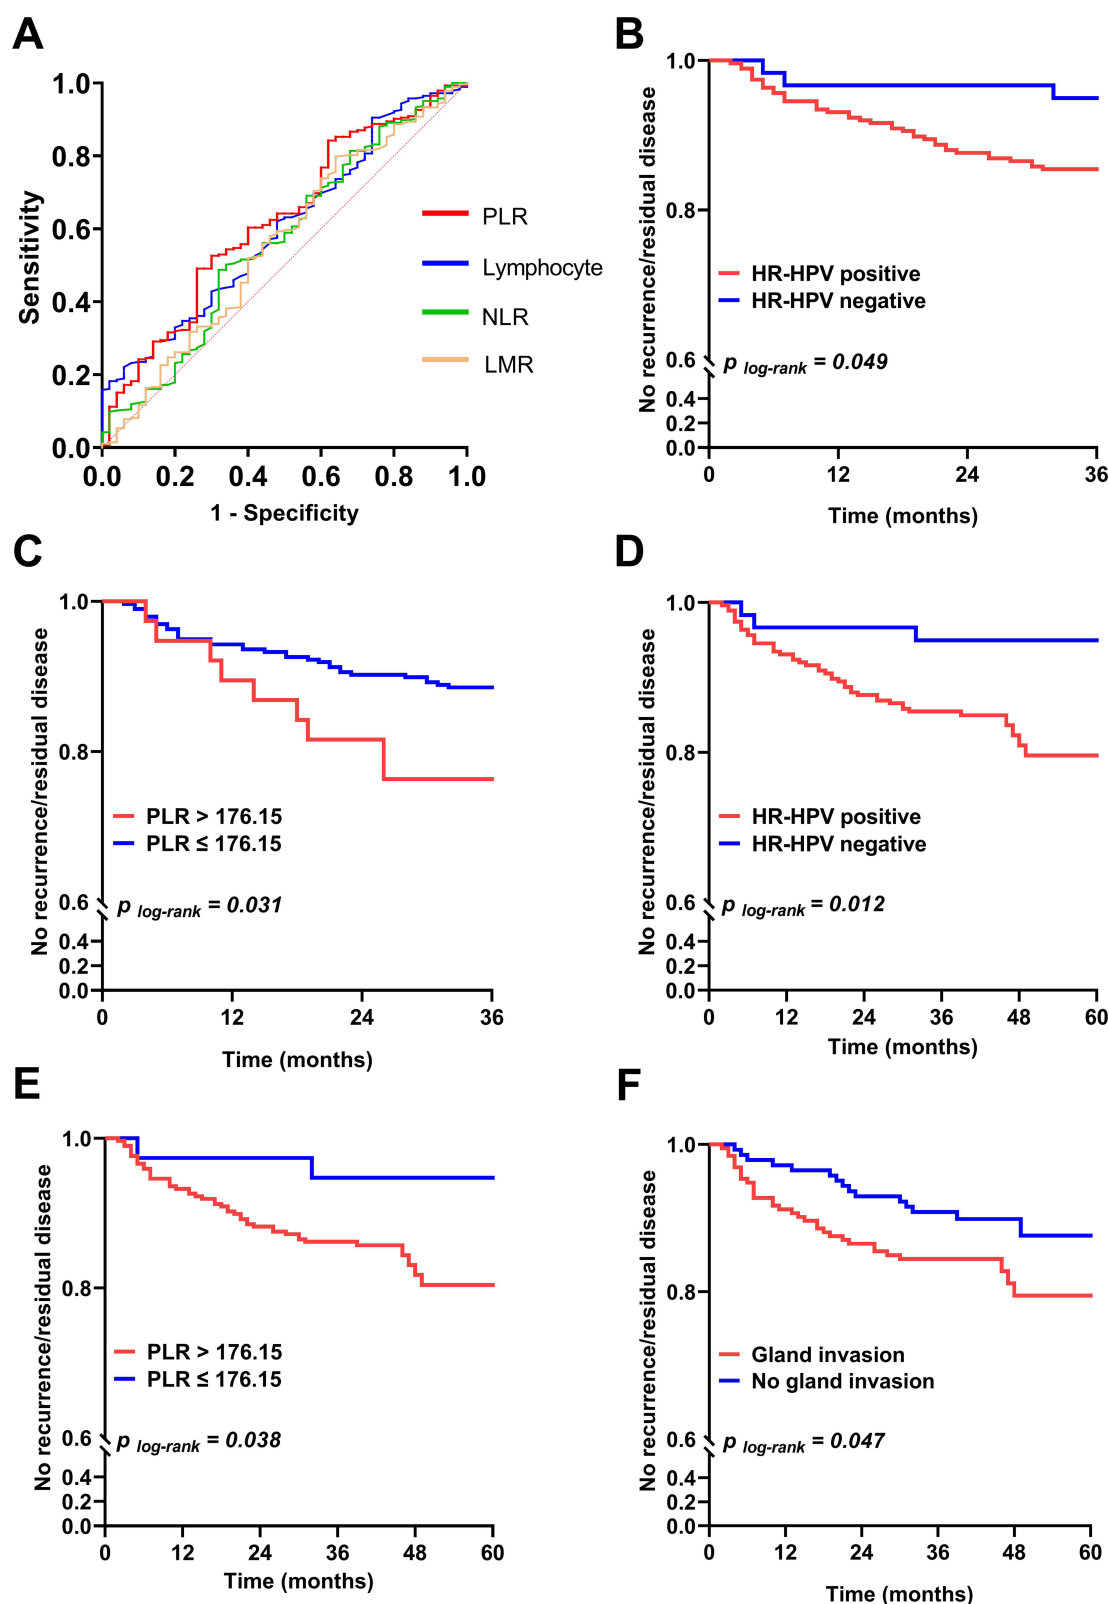 A
Sensitivity
1.0
0.8
0.6
0.4
0.2
0.0
0.0 0.2 0.4 0.6 0.8 1.0
1 - Specificity
PLR
Lymphocyte
NLR
LMR
B
No recurrence/residual disease
1.0
0.8
0.6
0.4
0.2
0.0
HR-HPV positive
HR-HPV negative
p log-rank = 0.049
0 12 24 36
Time (months)
C
No recurrence/residual disease
1.0
0.8
0.6
0.4
0.2
0.0
PLR > 176.15
PLR ≤ 176.15
p log-rank = 0.031
0 12 24 36
Time (months)
D
No recurrence/residual disease
1.0
0.8
0.6
0.4
0.2
0.0
HR-HPV positive
HR-HPV negative
p log-rank = 0.012
0 12 24 36 48 60
Time (months)
E
No recurrence/residual disease
1.0
0.8
0.6
0.4
0.2
0.0
PLR > 176.15
PLR ≤ 176.15
p log-rank = 0.038
0 12 24 36 48 60
Time (months)
F
No recurrence/residual disease
1.0
0.8
0.6
0.4
0.2
0.0
Gland invasion
No gland invasion
p log-rank = 0.047
0 12 24 36 48 60
Time (months)